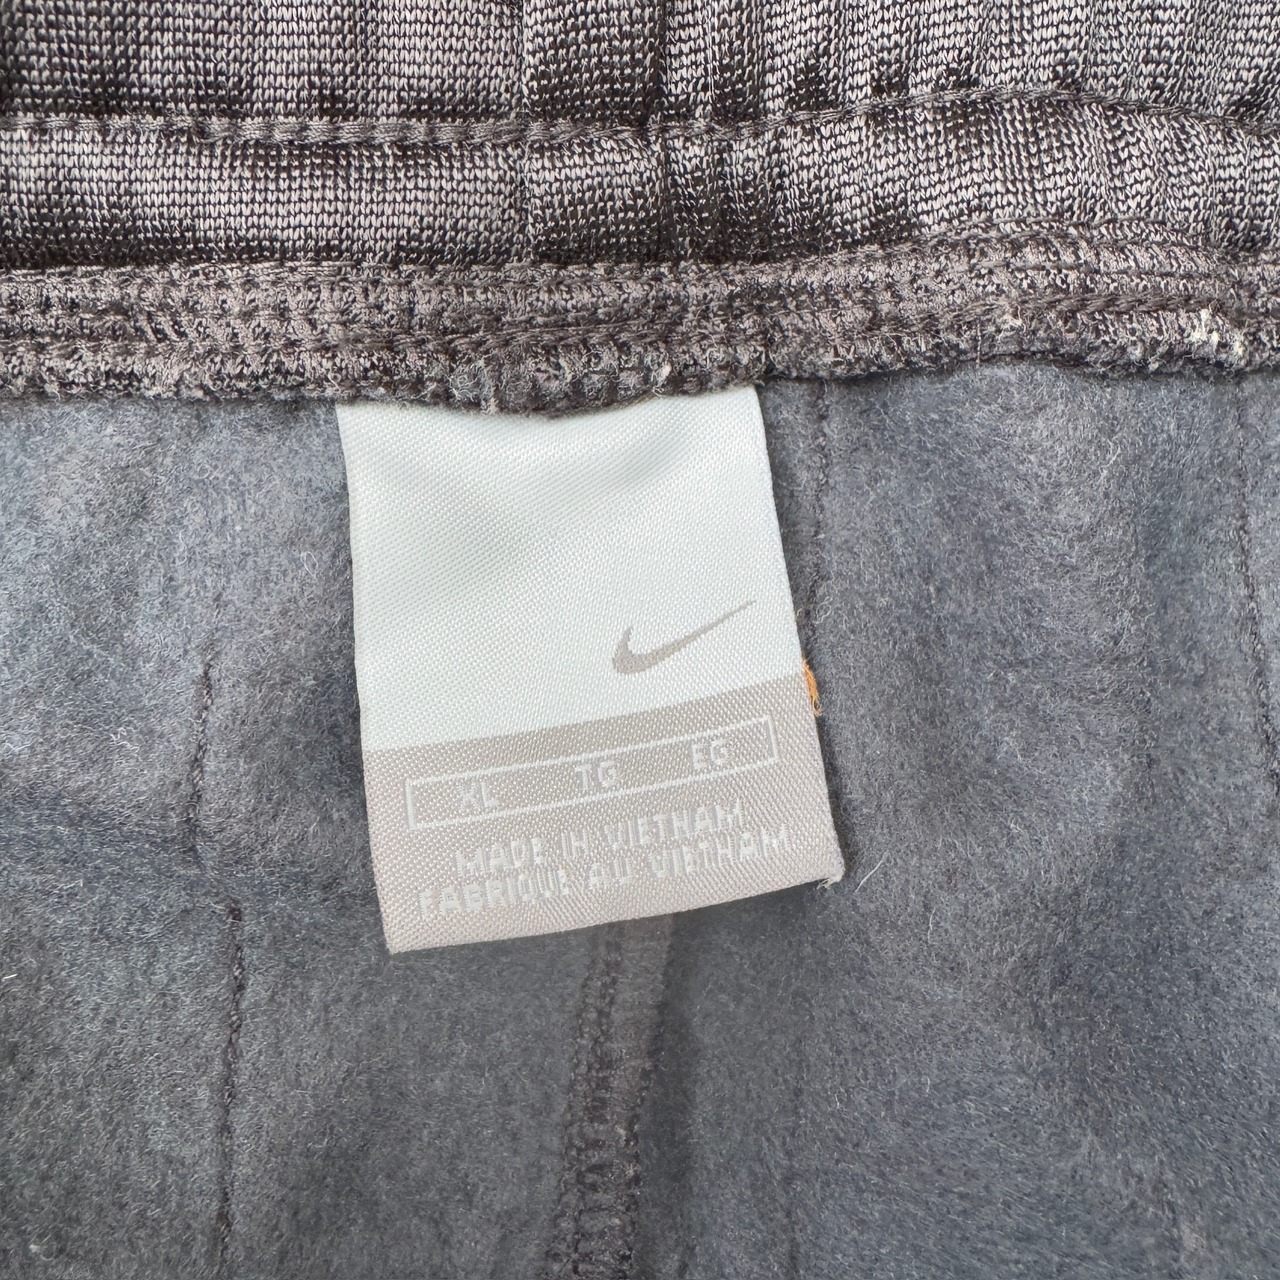 XL TG EG
MADE IN VIETNAM
FABRIQUE AU VIETNAM